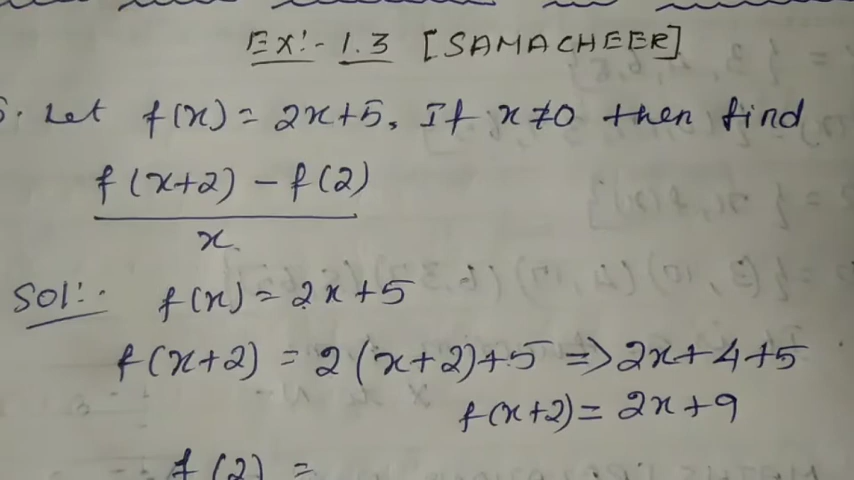 EX:- 1.3 [SAMACHEER]
5. Let f(x) = 2x+5. If x≠0 then find
f(x+2) - f(2)
x
Sol:- f(x) = 2x+5
f(x+2) = 2(x+2)+5 => 2x+4+5
f(x+2) = 2x+9
f(2) =